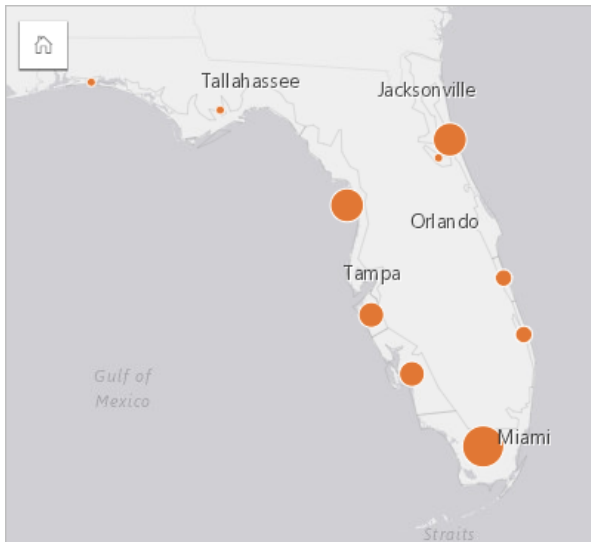 Tallahassee
Jacksonville
Orlando
Tampa
Gulf of
Mexico
Miami
Straits